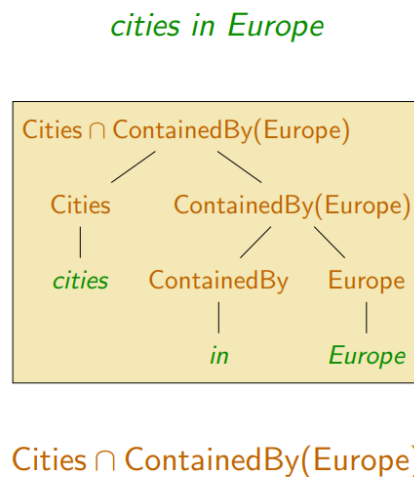 cities in Europe
Cities ∩ ContainedBy(Europe)
Cities ContainedBy(Europe)
cities ContainedBy Europe
in Europe
Cities ∩ ContainedBy(Europe)